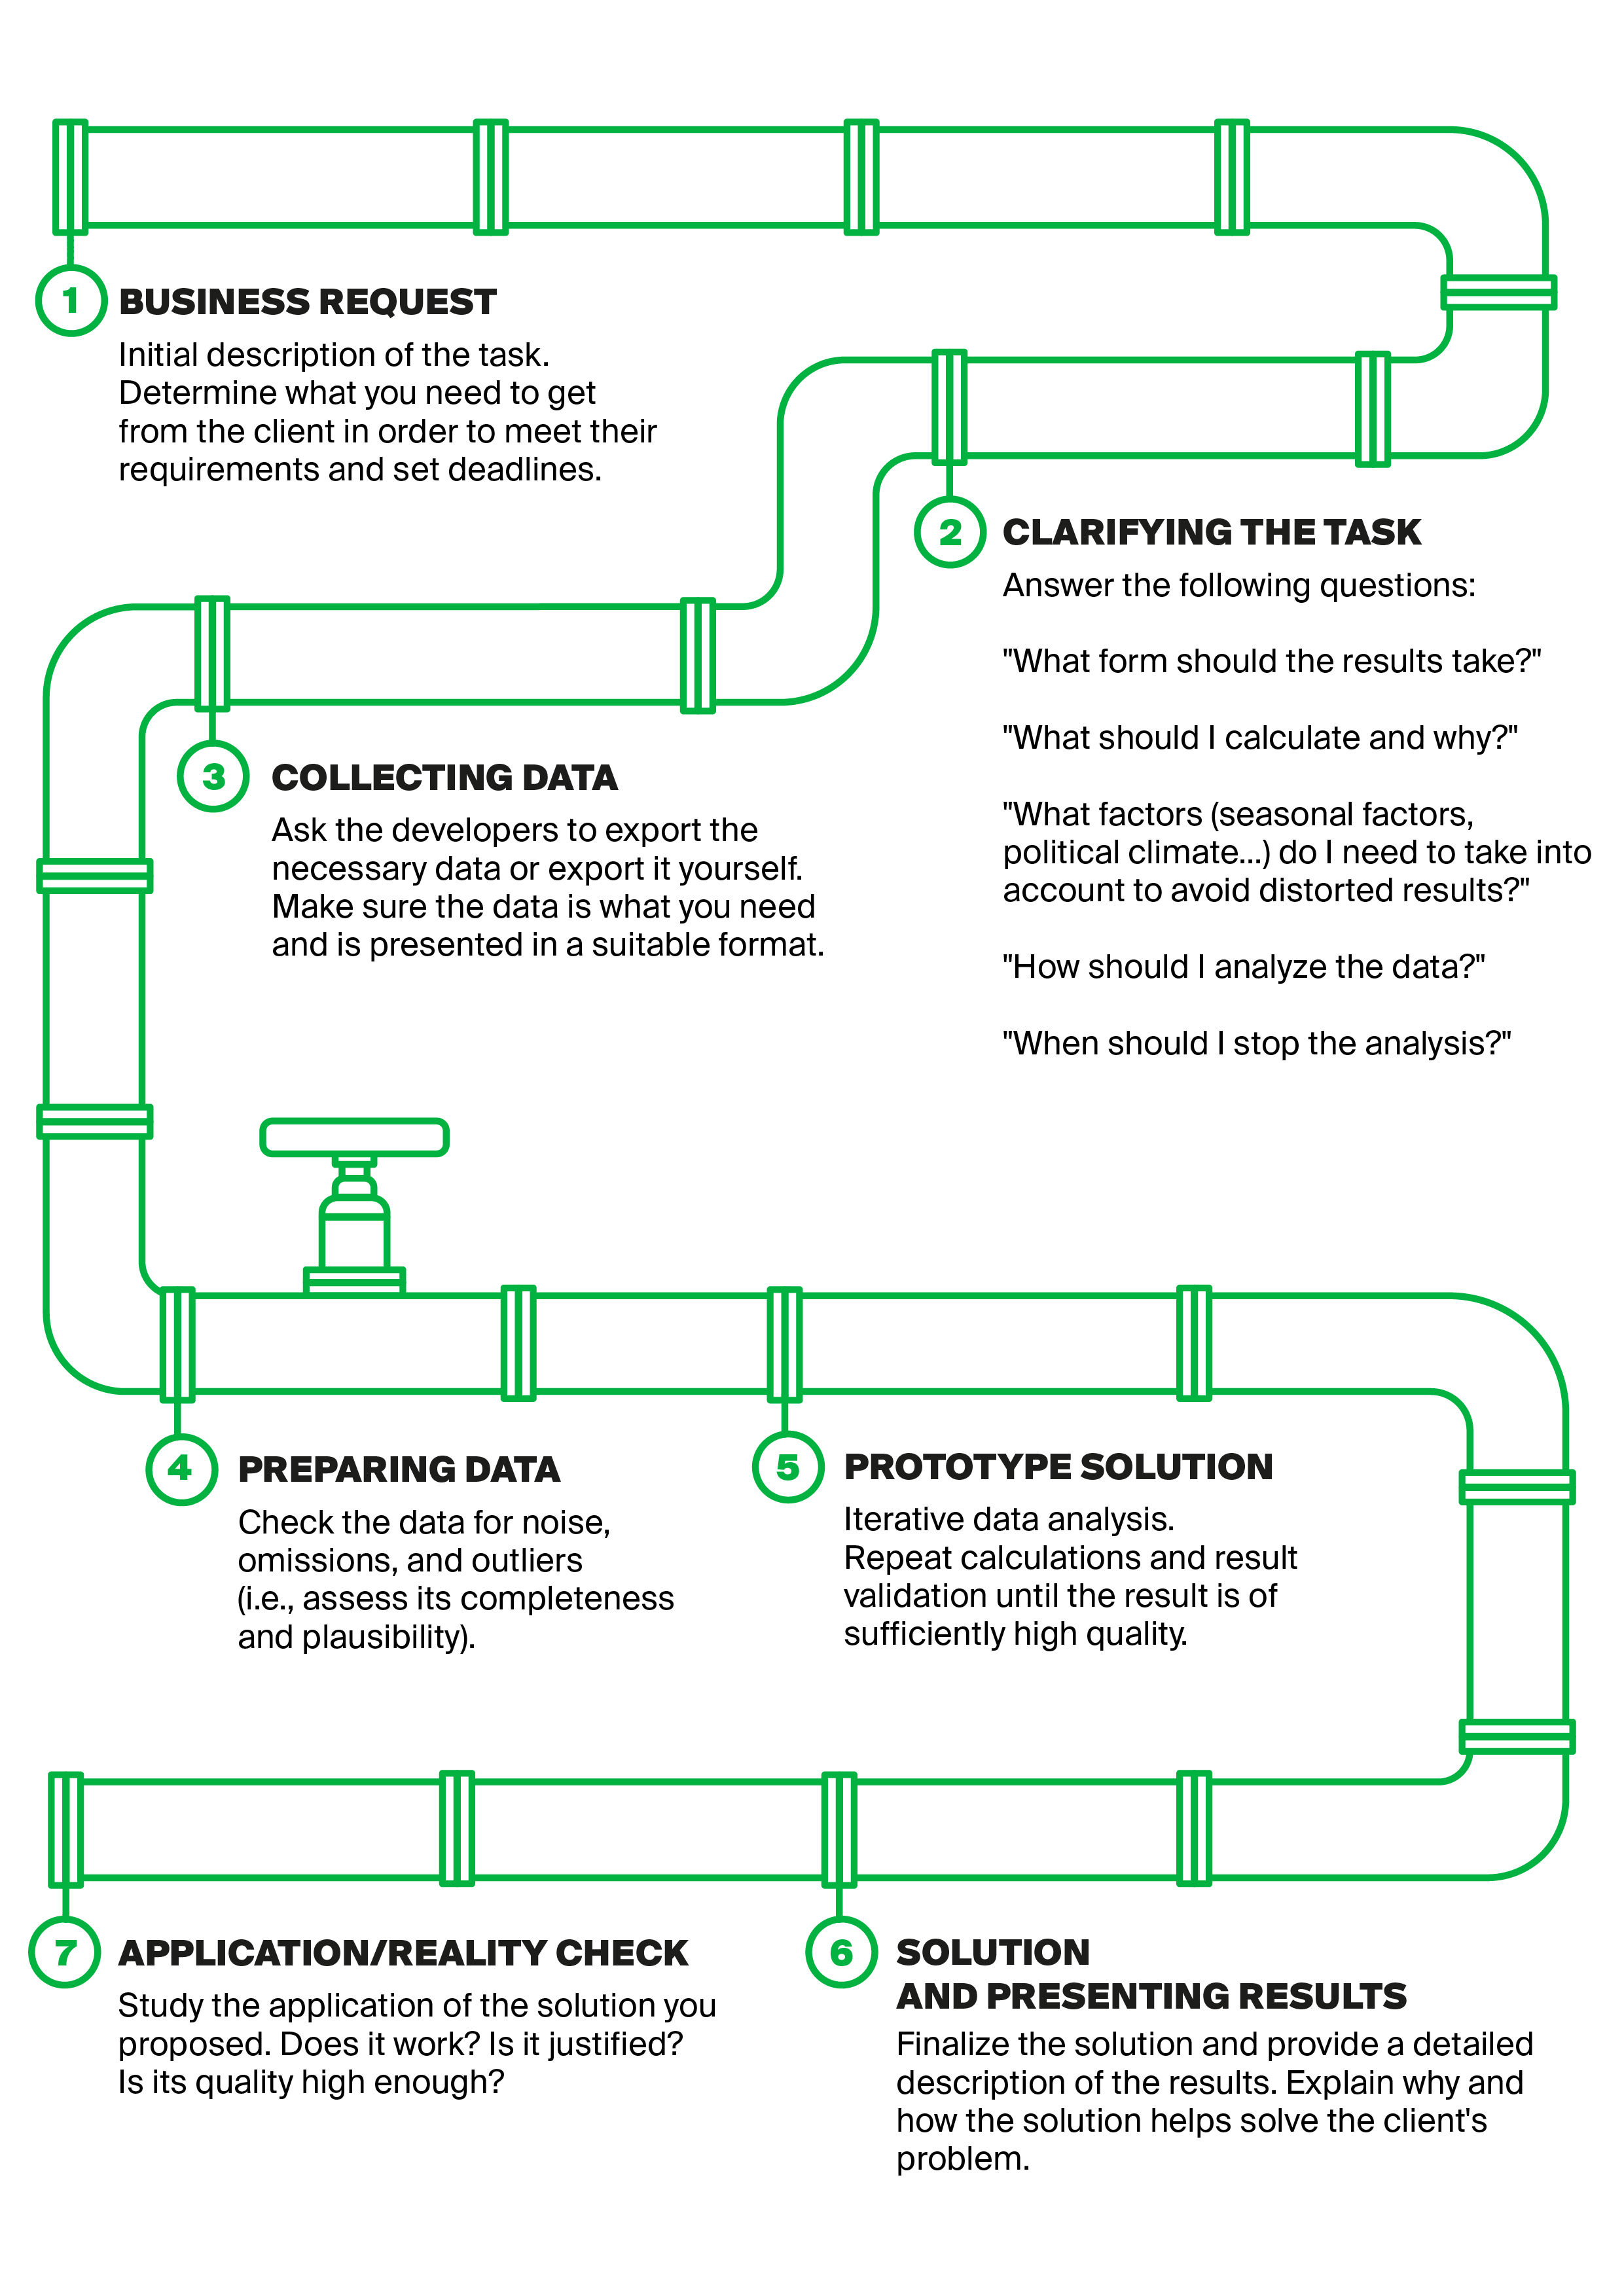 1
BUSINESS REQUEST
Initial description of the task.
Determine what you need to get
from the client in order to meet their
requirements and set deadlines.
2
CLARIFYING THE TASK
Answer the following questions:
"What form should the results take?"
"What should I calculate and why?"
"What factors (seasonal factors,
political climate...) do I need to take into
account to avoid distorted results?"
"How should I analyze the data?"
"When should I stop the analysis?"
3
COLLECTING DATA
Ask the developers to export the
necessary data or export it yourself.
Make sure the data is what you need
and is presented in a suitable format.
4
PREPARING DATA
Check the data for noise,
omissions, and outliers
(i.e., assess its completeness
and plausibility).
5
PROTOTYPE SOLUTION
Iterative data analysis.
Repeat calculations and result
validation until the result is of
sufficiently high quality.
6
SOLUTION
AND PRESENTING RESULTS
Finalize the solution and provide a detailed
description of the results. Explain why and
how the solution helps solve the client's
problem.
7
APPLICATION/REALITY CHECK
Study the application of the solution you
proposed. Does it work? Is it justified?
Is its quality high enough?